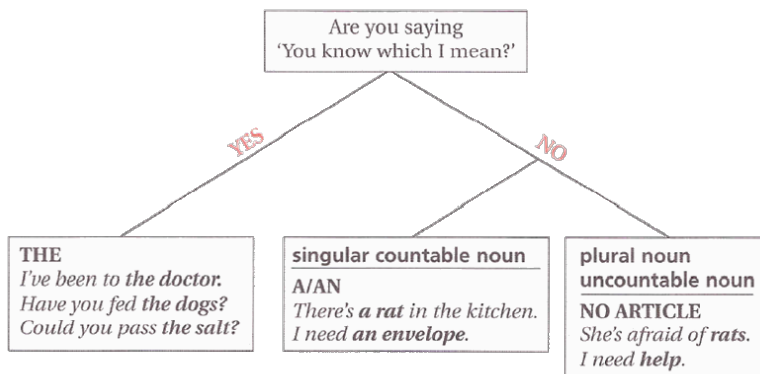 Are you saying
‘You know which I mean?’
YES
NO
THE
I've been to the doctor.
Have you fed the dogs?
Could you pass the salt?
singular countable noun
A/AN
There's a rat in the kitchen.
I need an envelope.
plural noun
uncountable noun
NO ARTICLE
She's afraid of rats.
I need help.